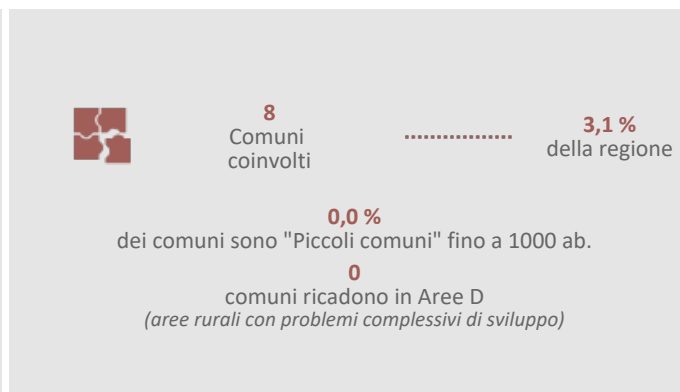 8
Comuni
coinvolti
3,1 %
della regione
0,0 %
dei comuni sono "Piccoli comuni" fino a 1000 ab.
0
comuni ricadono in Aree D
(aree rurali con problemi complessivi di sviluppo)